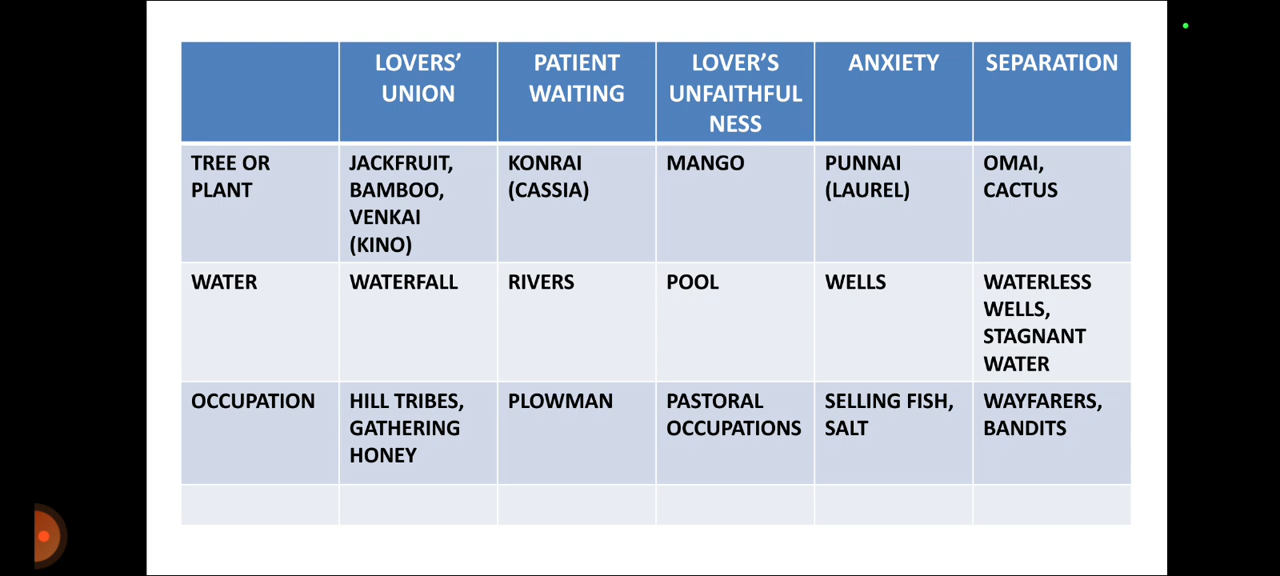 LOVERS' UNION
PATIENT WAITING
LOVER'S UNFAITHFUL NESS
ANXIETY
SEPARATION
TREE OR PLANT
JACKFRUIT, BAMBOO, VENKAI (KINO)
KONRAI (CASSIA)
MANGO
PUNNAI (LAUREL)
OMAI, CACTUS
WATER
WATERFALL
RIVERS
POOL
WELLS
WATERLESS WELLS, STAGNANT WATER
OCCUPATION
HILL TRIBES, GATHERING HONEY
PLOWMAN
PASTORAL OCCUPATIONS
SELLING FISH, SALT
WAYFARERS, BANDITS